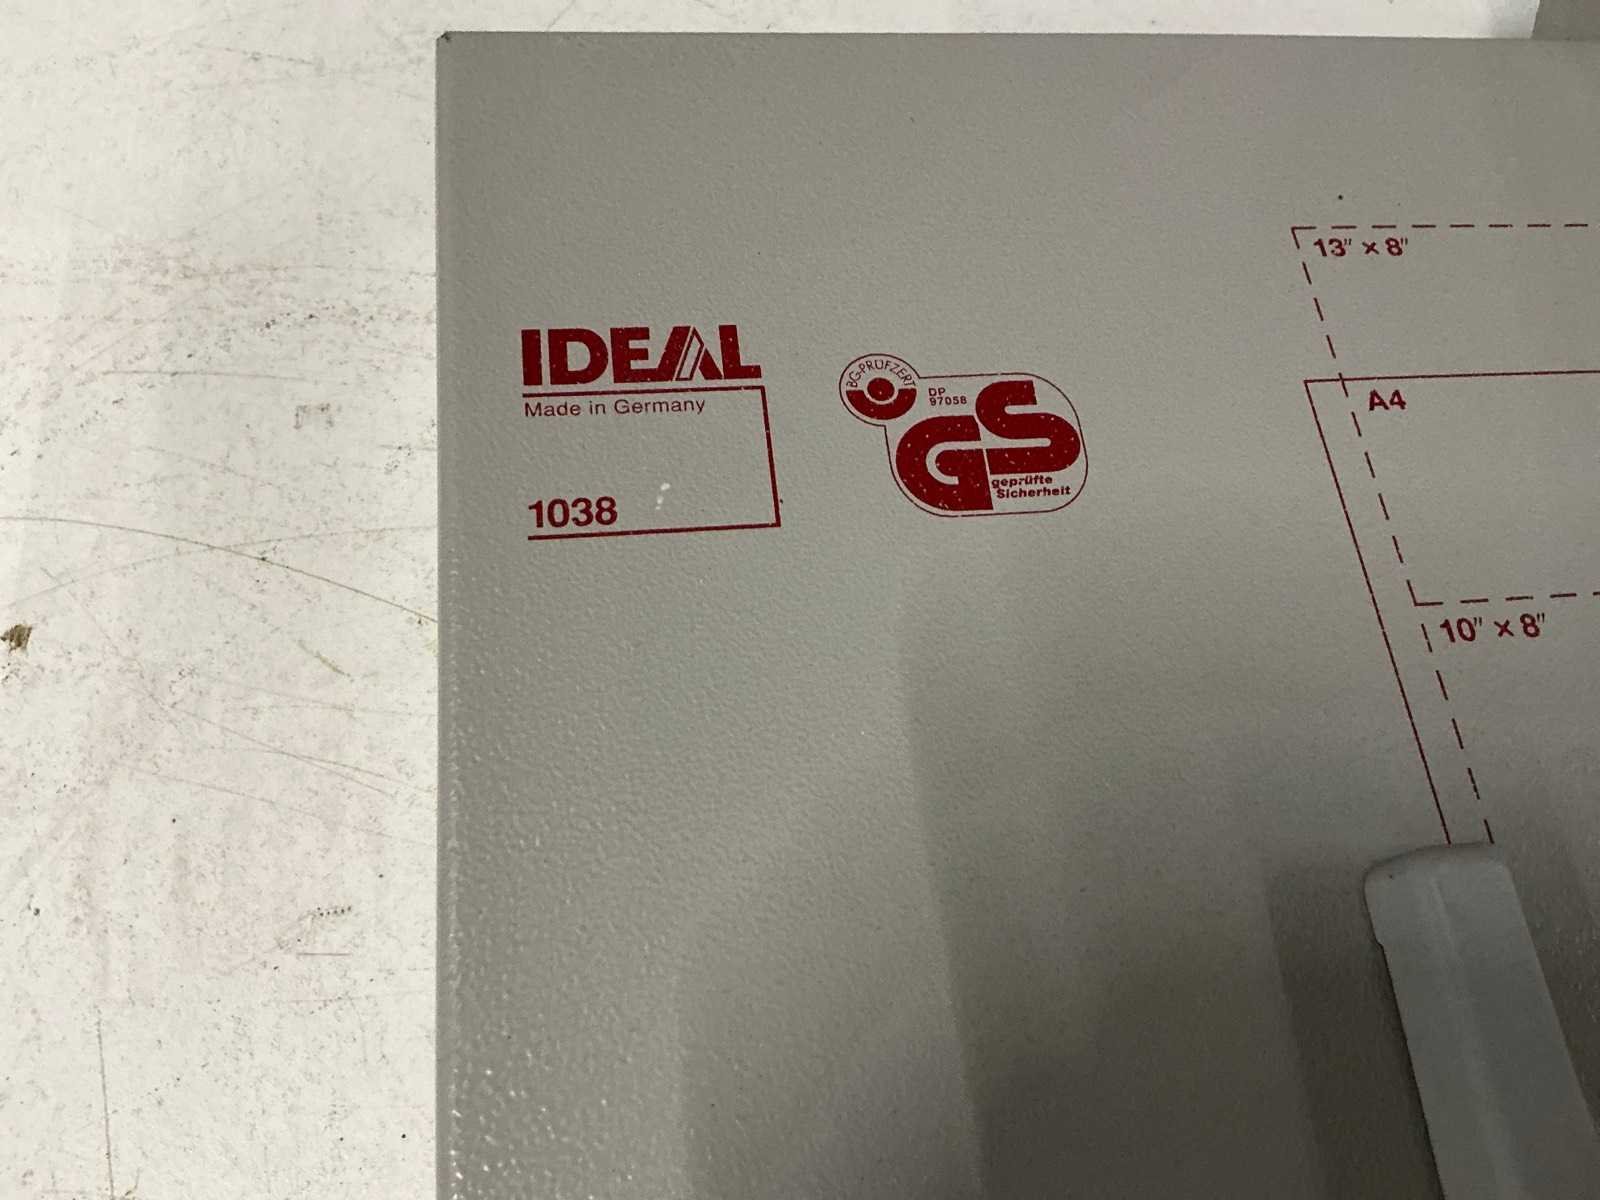 IDEAL
Made in Germany
1038
BG-PRÜFZERT
DP
97058
GS
geprüfte
Sicherheit
13" x 8"
A4
10" x 8"